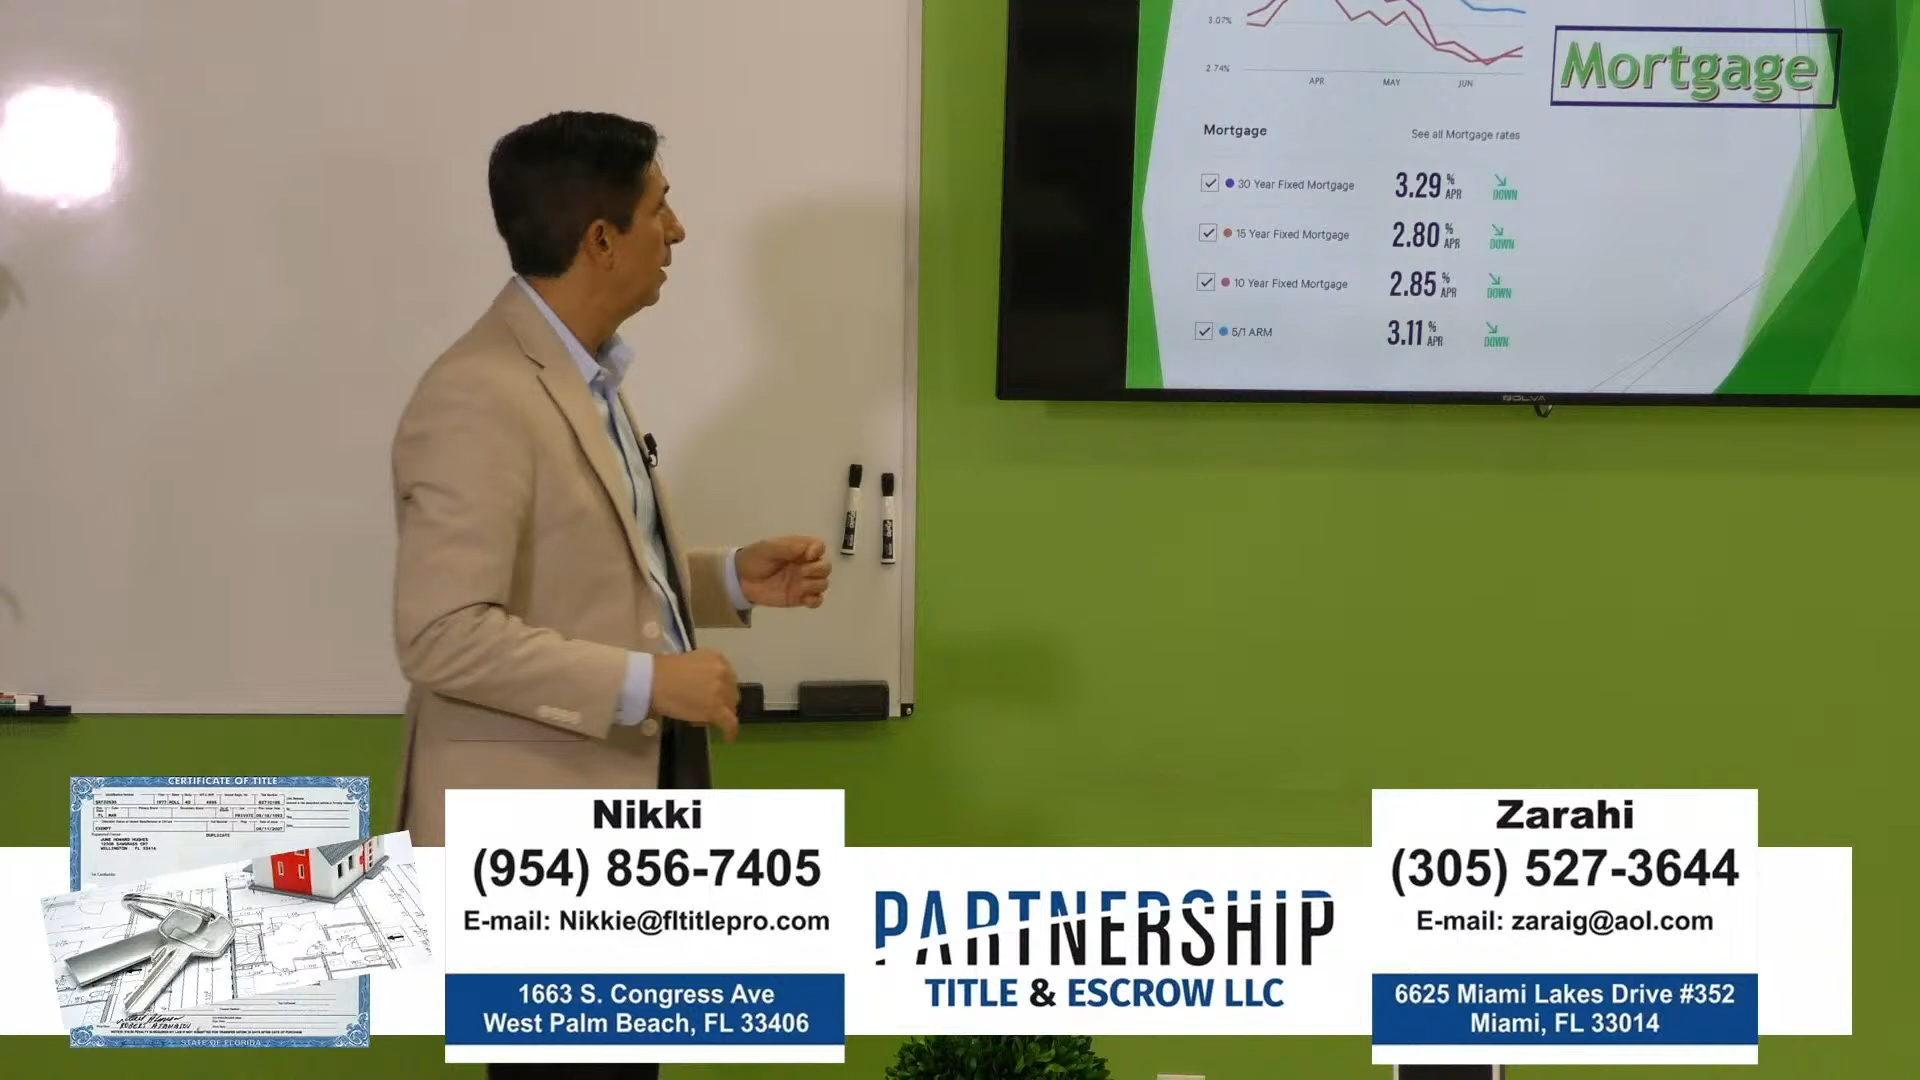 3.07%
2.74%
APR
MAY
JUN
Mortgage
Mortgage
See all Mortgage rates
30 Year Fixed Mortgage
3.29 % APR
DOWN
15 Year Fixed Mortgage
2.80 % APR
DOWN
10 Year Fixed Mortgage
2.85 % APR
DOWN
5/1 ARM
3.11 % APR
DOWN
CERTIFICATE OF TITLE
DUPLICATE
STATE OF FLORIDA
Nikki
(954) 856-7405
E-mail: Nikkie@fltitlepro.com
1663 S. Congress Ave
West Palm Beach, FL 33406
PARTNERSHIP
TITLE & ESCROW LLC
Zarahi
(305) 527-3644
E-mail: zaraig@aol.com
6625 Miami Lakes Drive #352
Miami, FL 33014